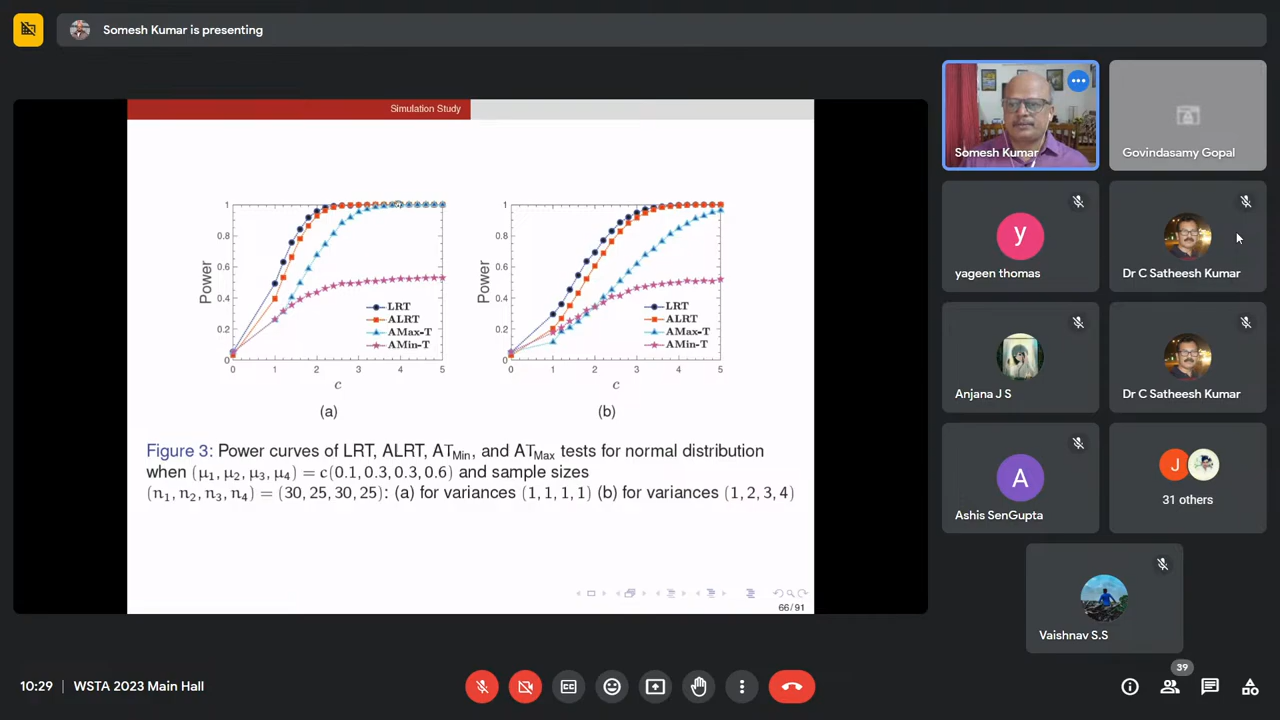 Somesh Kumar is presenting
Simulation Study
1
0.8
0.6
0.4
0.2
0
Power
0 1 2 3 4 5
c
LRT
ALRT
AMax-T
AMin-T
(a)
1
0.8
0.6
0.4
0.2
0
Power
0 1 2 3 4 5
c
LRT
ALRT
AMax-T
AMin-T
(b)
Figure 3: Power curves of LRT, ALRT, AT_Min, and AT_Max tests for normal distribution
when (μ₁, μ₂, μ₃, μ₄) = c(0.1, 0.3, 0.3, 0.6) and sample sizes
(n₁, n₂, n₃, n₄) = (30, 25, 30, 25): (a) for variances (1, 1, 1, 1) (b) for variances (1, 2, 3, 4)
66/91
Somesh Kumar
Govindasamy Gopal
y
yageen thomas
Dr C Satheesh Kumar
Anjana J S
Dr C Satheesh Kumar
A
Ashis SenGupta
J
31 others
Vaishnav S.S
10:29 | WSTA 2023 Main Hall
CC
39